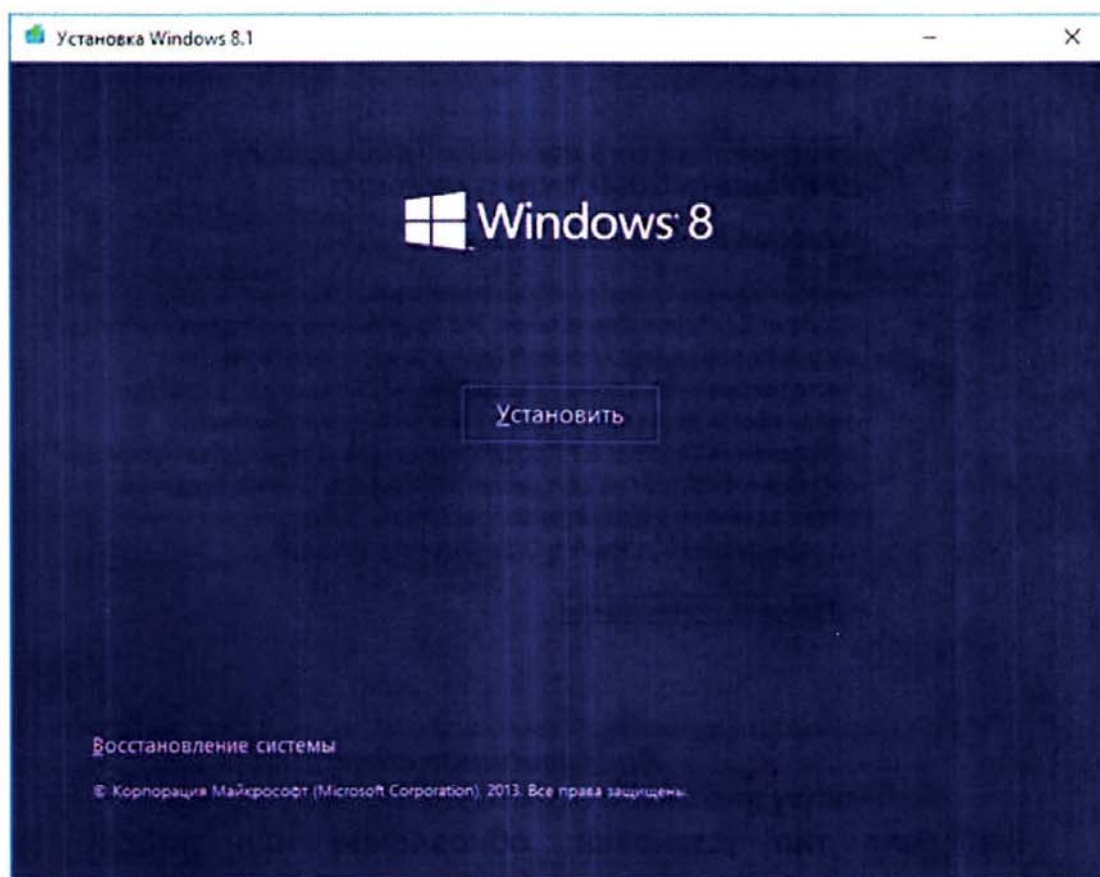 Установка Windows 8.1
Windows 8
Установить
Восстановление системы
© Корпорация Майкрософт (Microsoft Corporation), 2013. Все права защищены.